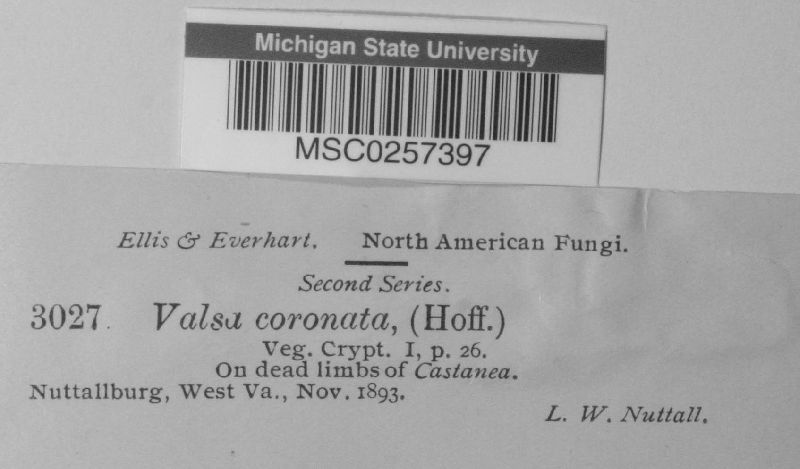 Michigan State University
MSC0257397
Ellis & Everhart. North American Fungi.
Second Series.
3027. Valsa coronata, (Hoff.)
Veg. Crypt. I, p. 26.
On dead limbs of Castanea.
Nuttallburg, West Va., Nov. 1893.
L. W. Nuttall.